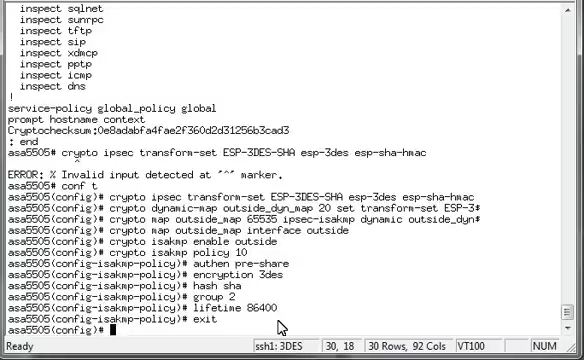 inspect sqlnet
inspect sunrpc
inspect tftp
inspect sip
inspect xdmcp
inspect pptp
inspect icmp
inspect dns
!
service-policy global_policy global
prompt hostname context
Cryptochecksum:0e8adabfa4fae2f360d2d31256b3cad3
: end
asa5505# crypto ipsec transform-set ESP-3DES-SHA esp-3des esp-sha-hmac
^
ERROR: % Invalid input detected at '^' marker.
asa5505# conf t
asa5505(config)# crypto ipsec transform-set ESP-3DES-SHA esp-3des esp-sha-hmac
asa5505(config)# crypto dynamic-map outside_dyn_map 20 set transform-set ESP-3$
asa5505(config)# crypto map outside_map 65535 ipsec-isakmp dynamic outside_dyn$
asa5505(config)# crypto map outside_map interface outside
asa5505(config)# crypto isakmp enable outside
asa5505(config)# crypto isakmp policy 10
asa5505(config-isakmp-policy)# authen pre-share
asa5505(config-isakmp-policy)# encryption 3des
asa5505(config-isakmp-policy)# hash sha
asa5505(config-isakmp-policy)# group 2
asa5505(config-isakmp-policy)# lifetime 86400
asa5505(config-isakmp-policy)# exit
asa5505(config)#
Ready ssh1: 3DES 30, 18 30 Rows, 92 Cols VT100 NUM